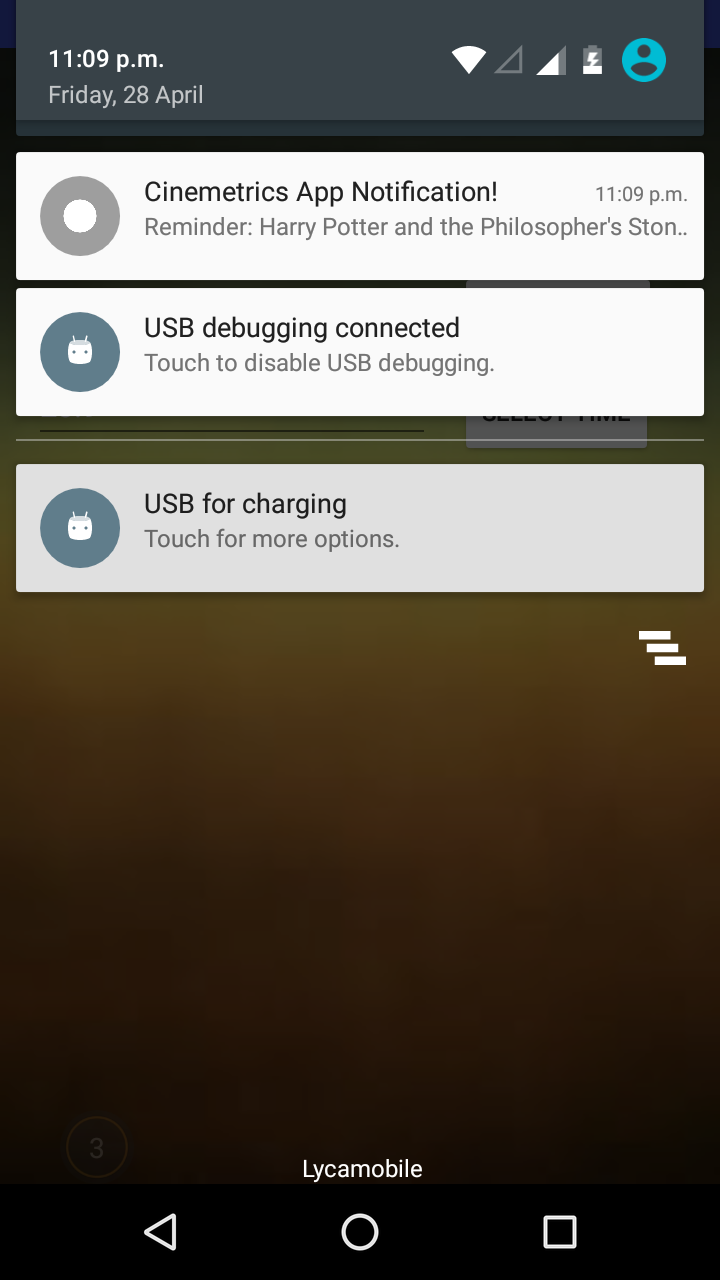 11:09 p.m.
Friday, 28 April
Cinemetrics App Notification!
11:09 p.m.
Reminder: Harry Potter and the Philosopher's Ston..
USB debugging connected
Touch to disable USB debugging.
SELECT TIME
USB for charging
Touch for more options.
3
Lycamobile